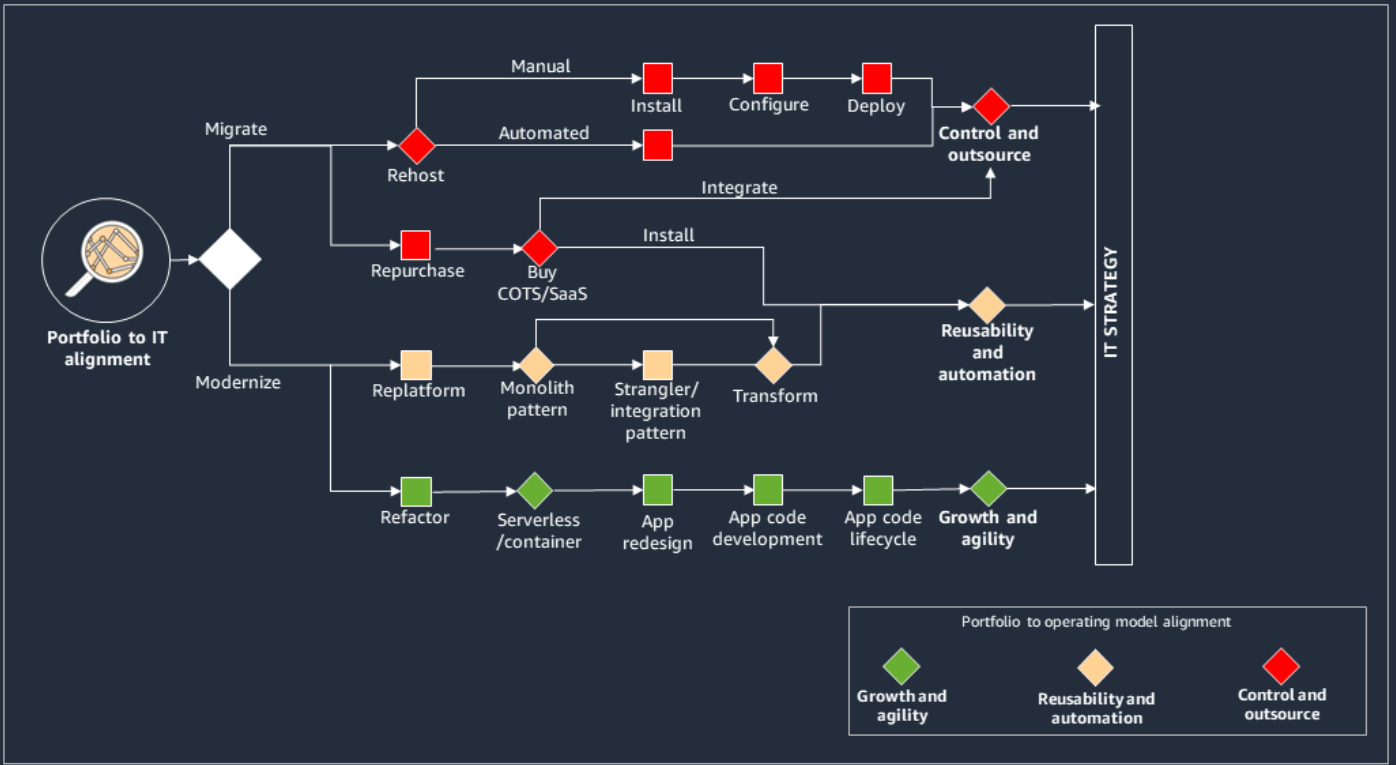 Manual
Install
Configure
Deploy
Migrate
Automated
Control and
outsource
Rehost
Integrate
Install
Repurchase
Buy
COTS/SaaS
Portfolio to IT
alignment
Reusability
and
automation
IT STRATEGY
Modernize
Replatform
Monolith
pattern
Strangler/
integration
pattern
Transform
Refactor
Serverless
/container
App
redesign
App code
development
App code
lifecycle
Growth and
agility
Portfolio to operating model alignment
Growth and
agility
Reusability and
automation
Control and
outsource